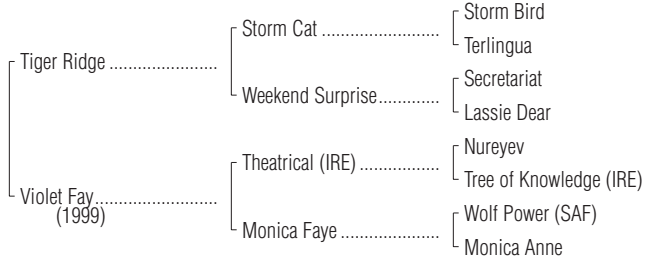 Storm Bird
Storm Cat ........................
Terlingua
Tiger Ridge ......................
Secretariat
Weekend Surprise.............
Lassie Dear
Nureyev
Theatrical (IRE) .................
Tree of Knowledge (IRE)
Violet Fay.........................
(1999)
Wolf Power (SAF)
Monica Faye .....................
Monica Anne